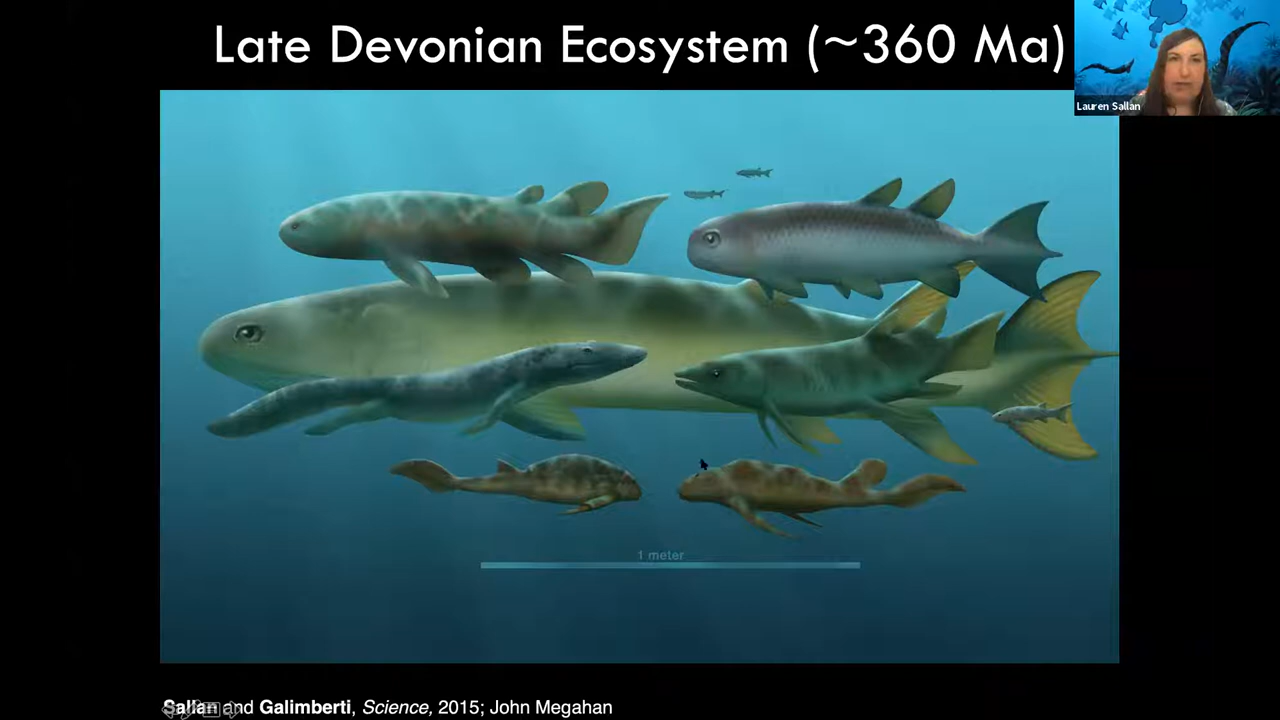 Late Devonian Ecosystem (~360 Ma)
Lauren Sallan
1 meter
Sallan and Galimberti, Science, 2015; John Megahan